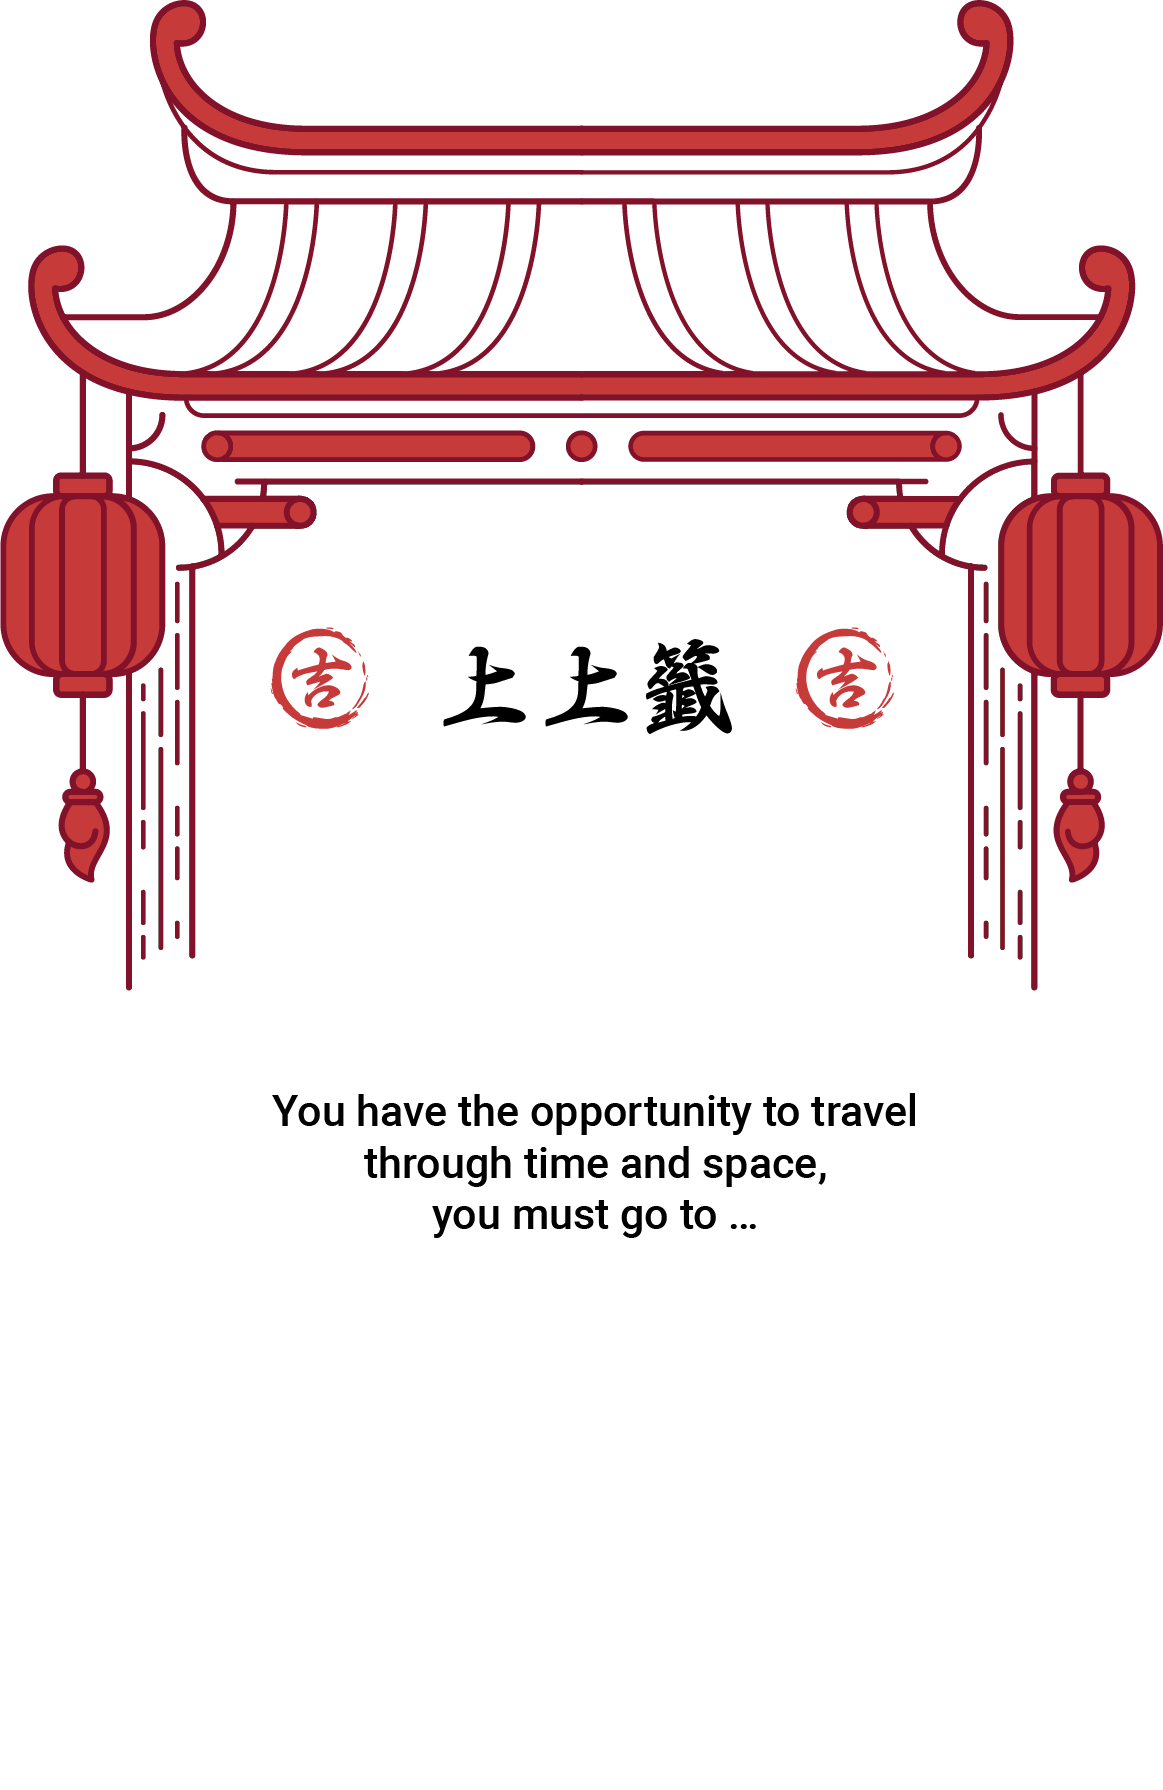 吉 上上籤 吉
You have the opportunity to travel
through time and space,
you must go to ...